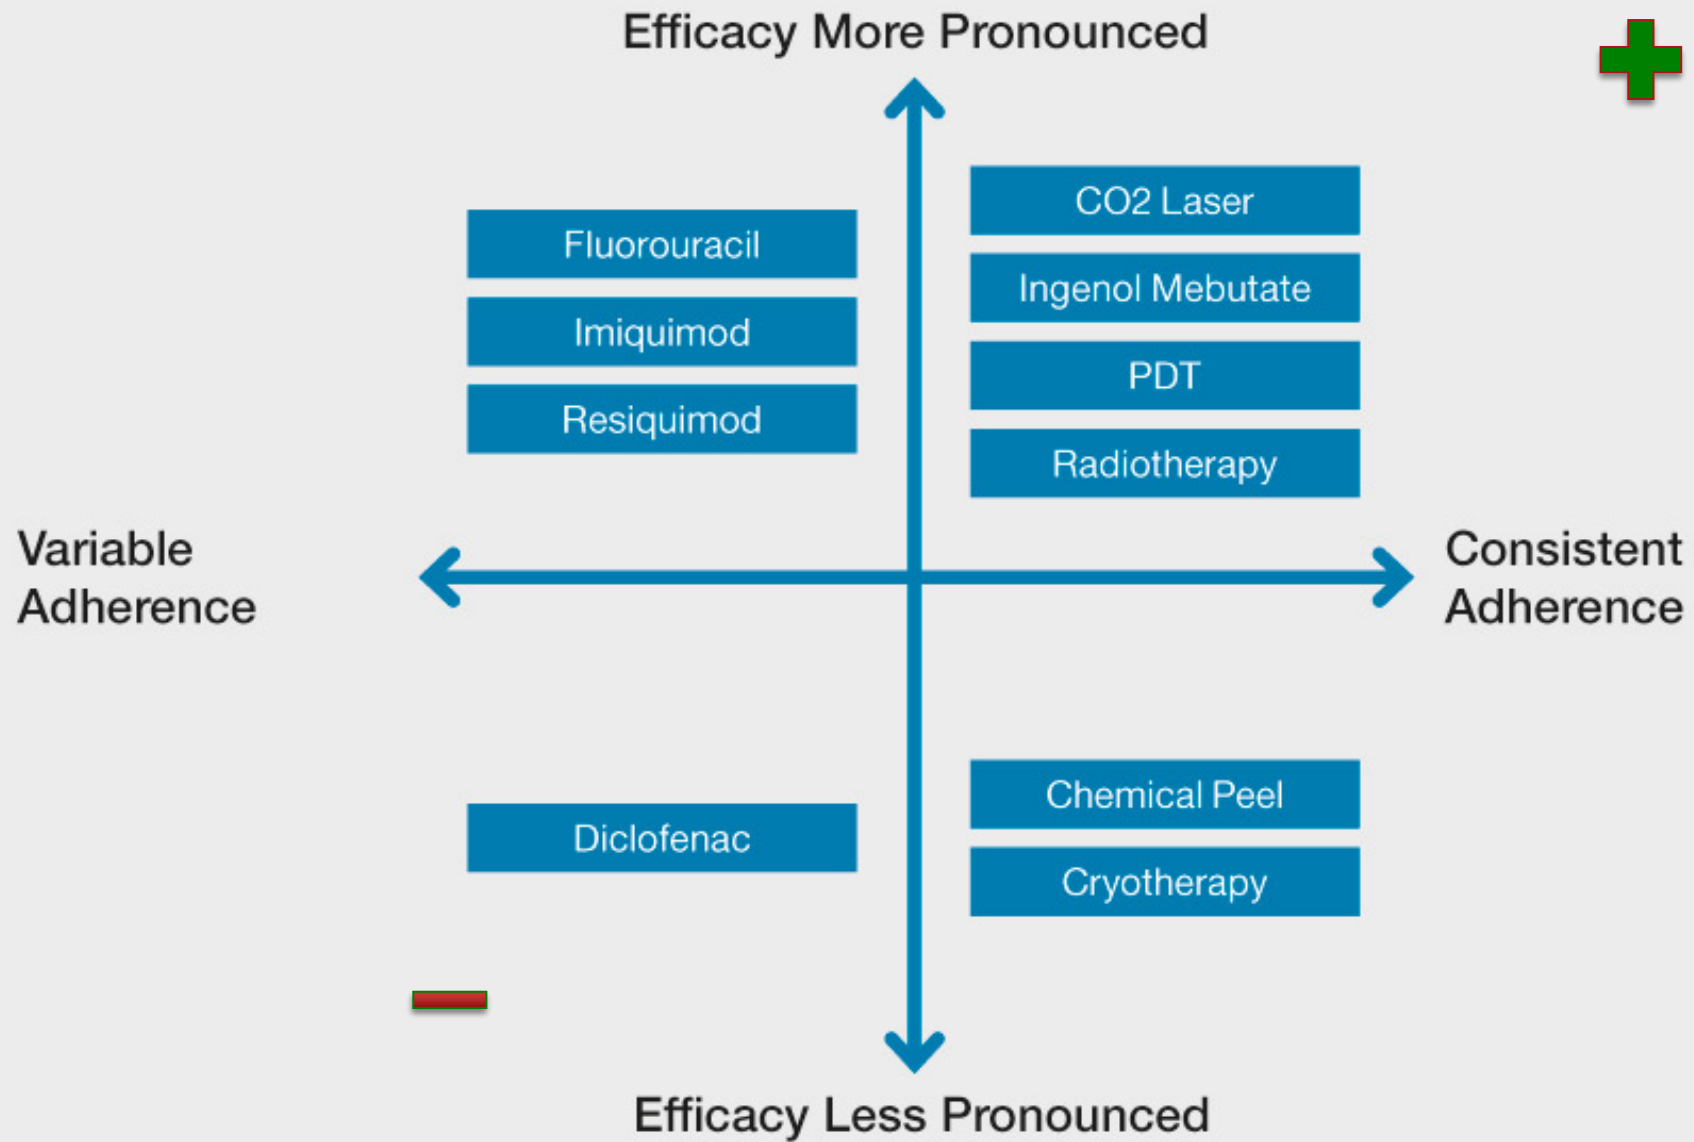 Efficacy More Pronounced
Fluorouracil
Imiquimod
Resiquimod
CO2 Laser
Ingenol Mebutate
PDT
Radiotherapy
Variable
Adherence
Consistent
Adherence
Diclofenac
Chemical Peel
Cryotherapy
Efficacy Less Pronounced